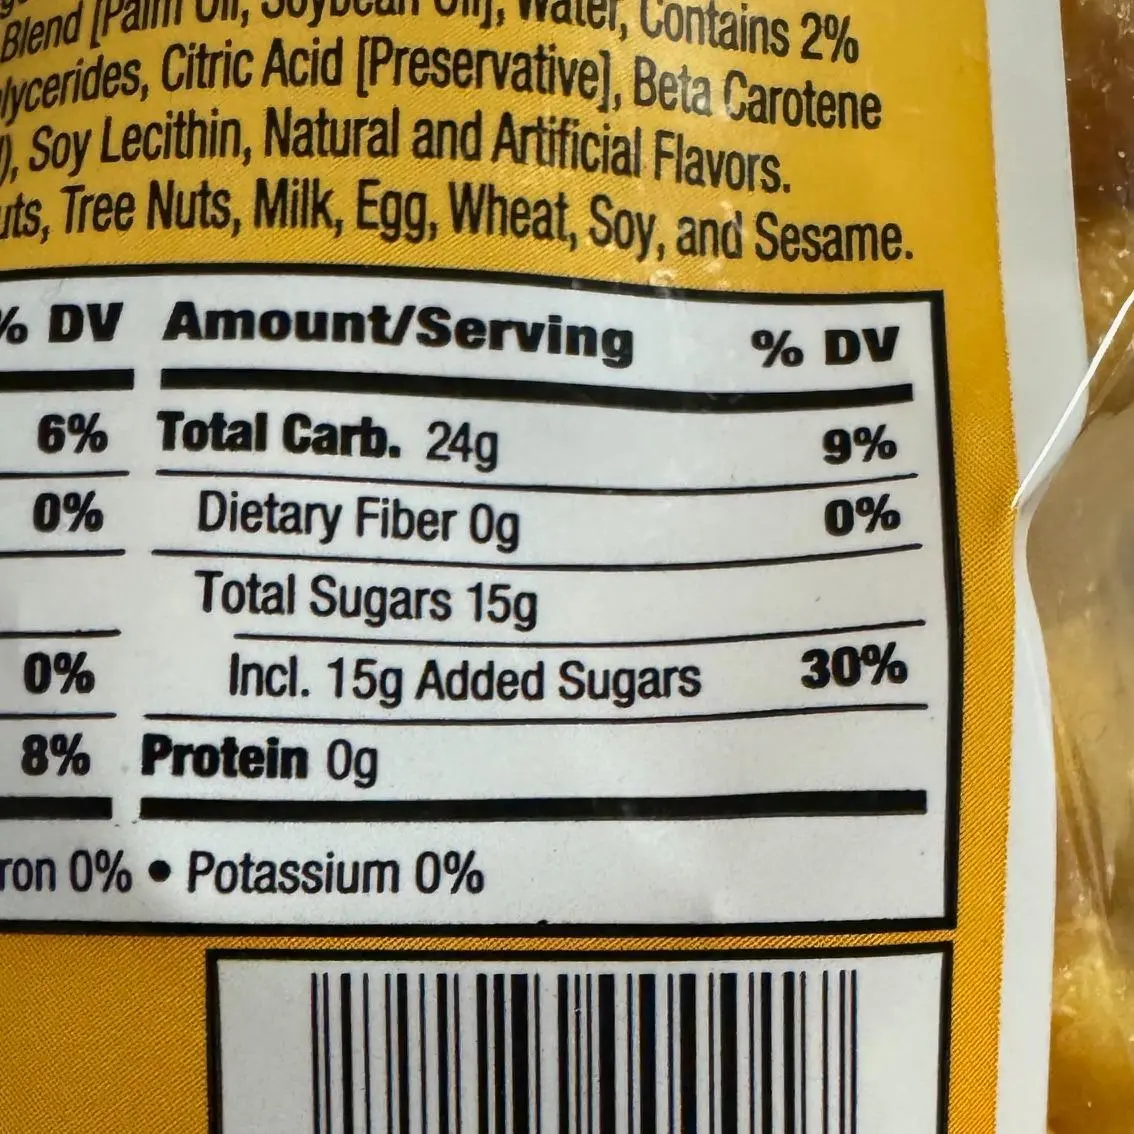 Blend [Palm Oil, Soybean Oil], Water, Contains 2%
lycerides, Citric Acid [Preservative], Beta Carotene
), Soy Lecithin, Natural and Artificial Flavors.
uts, Tree Nuts, Milk, Egg, Wheat, Soy, and Sesame.
% DV Amount/Serving % DV
6% Total Carb. 24g 9%
0% Dietary Fiber 0g 0%
Total Sugars 15g
0% Incl. 15g Added Sugars 30%
8% Protein 0g
ron 0% • Potassium 0%